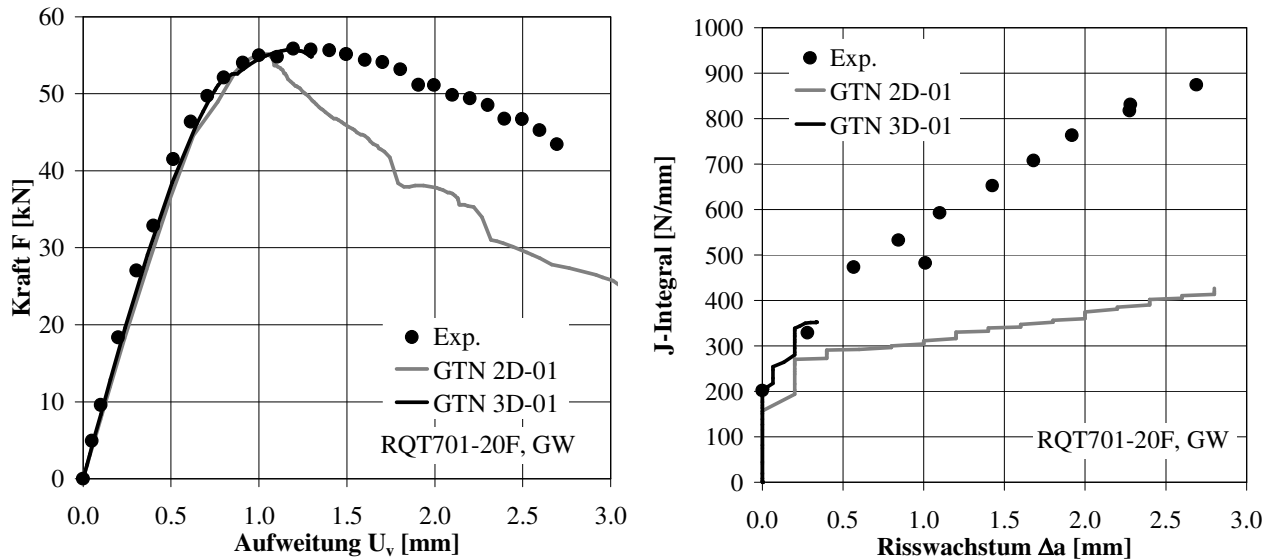 Kraft F [kN]
60
50
40
30
20
10
0
Exp.
GTN 2D-01
GTN 3D-01
RQT701-20F, GW
0.0 0.5 1.0 1.5 2.0 2.5 3.0
Aufweitung Uv [mm]
J-Integral [N/mm]
1000
900
800
700
600
500
400
300
200
100
0
Exp.
GTN 2D-01
GTN 3D-01
RQT701-20F, GW
0.0 0.5 1.0 1.5 2.0 2.5 3.0
Risswachstum Δa [mm]